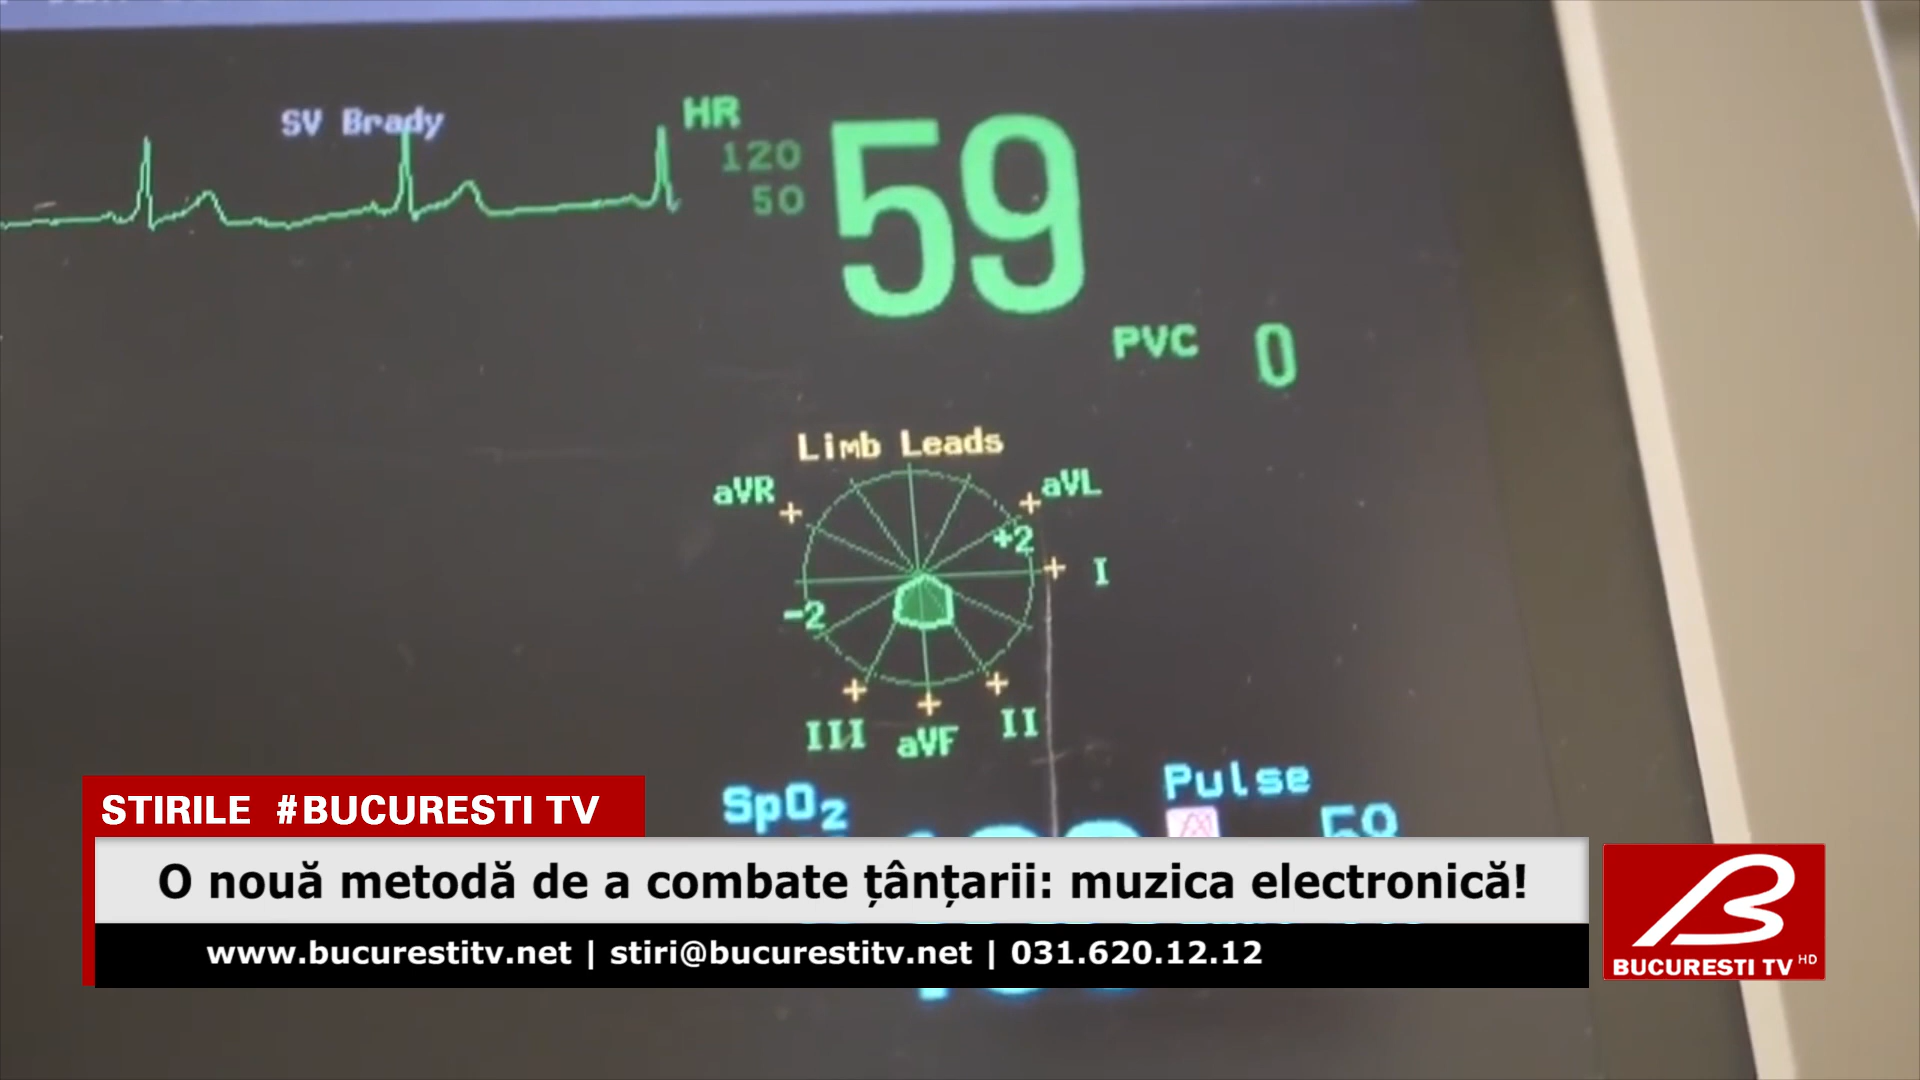 SV Brady
HR
120
50
59
PVC 0
Limb Leads
aVR
aVL
+2
I
-2
III
aVF
II
SpO₂
Pulse
59
STIRILE #BUCURESTI TV
O nouă metodă de a combate țânțarii: muzica electronică!
www.bucurestitv.net | stiri@bucurestitv.net | 031.620.12.12
BUCURESTI TV HD